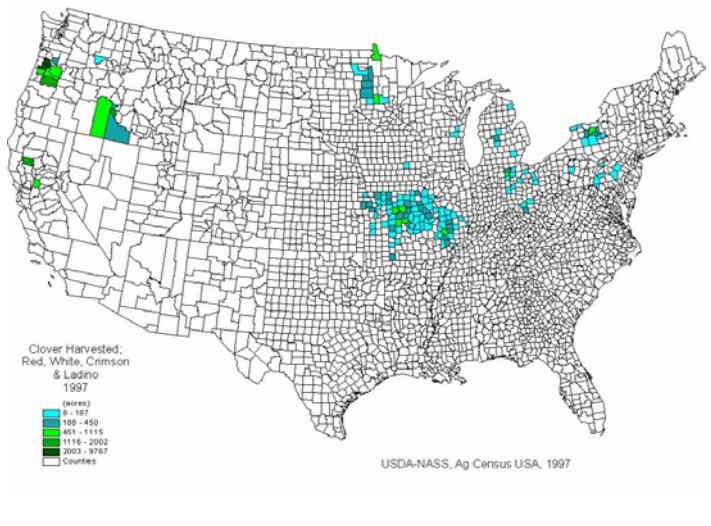 Clover Harvested;
Red, White, Crimson
& Ladino
1997
(acres)
8 - 187
188 - 450
451 - 1115
1116 - 2002
2003 - 9767
Counties
USDA-NASS, Ag Census USA, 1997